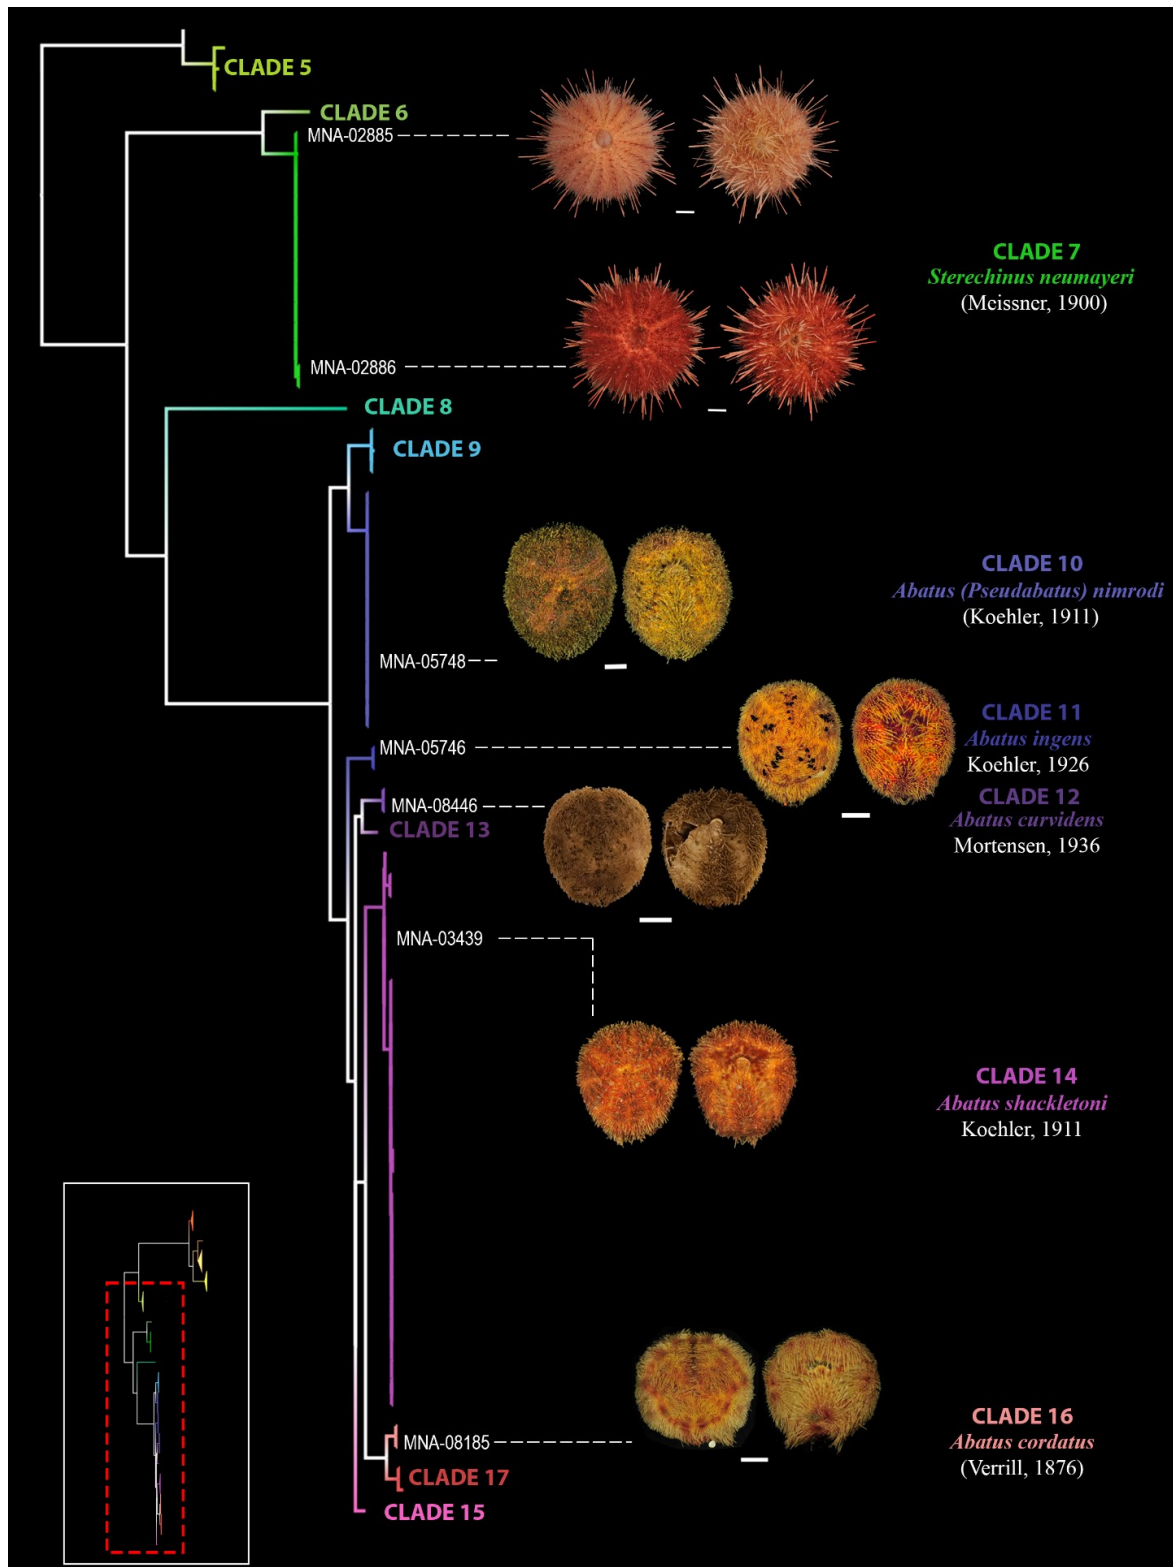 CLADE 5
CLADE 6
MNA-02885
CLADE 7
Sterechinus neumayeri
(Meissner, 1900)
MNA-02886
CLADE 8
CLADE 9
CLADE 10
Abatus (Pseudabatus) nimrodi
(Koehler, 1911)
MNA-05748
CLADE 11
Abatus ingens
Koehler, 1926
MNA-05746
CLADE 12
Abatus curvidens
Mortensen, 1936
MNA-08446
CLADE 13
MNA-03439
CLADE 14
Abatus shackletoni
Koehler, 1911
CLADE 16
Abatus cordatus
(Verrill, 1876)
MNA-08185
CLADE 17
CLADE 15